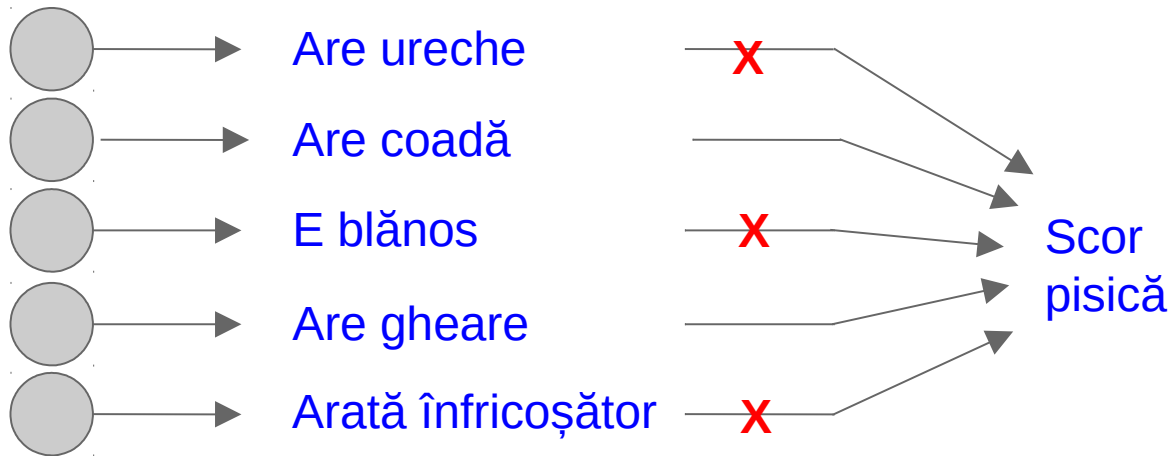 Are ureche
X
Are coadă
E blănos
X
Scor
pisică
Are gheare
Arată înfricoșător
X